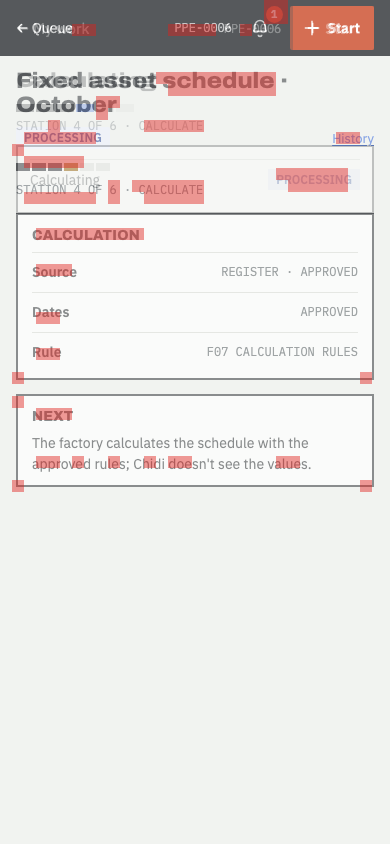 Queue PPE-0006 1 Start
Fixed asset schedule · October
STATION 4 OF 6 · CALCULATE
PROCESSING History
Calculating PROCESSING
STATION 4 OF 6 · CALCULATE
CALCULATION
Source REGISTER · APPROVED
Dates APPROVED
Rule F07 CALCULATION RULES
NEXT
The factory calculates the schedule with the
approved rules; Chidi doesn't see the values.